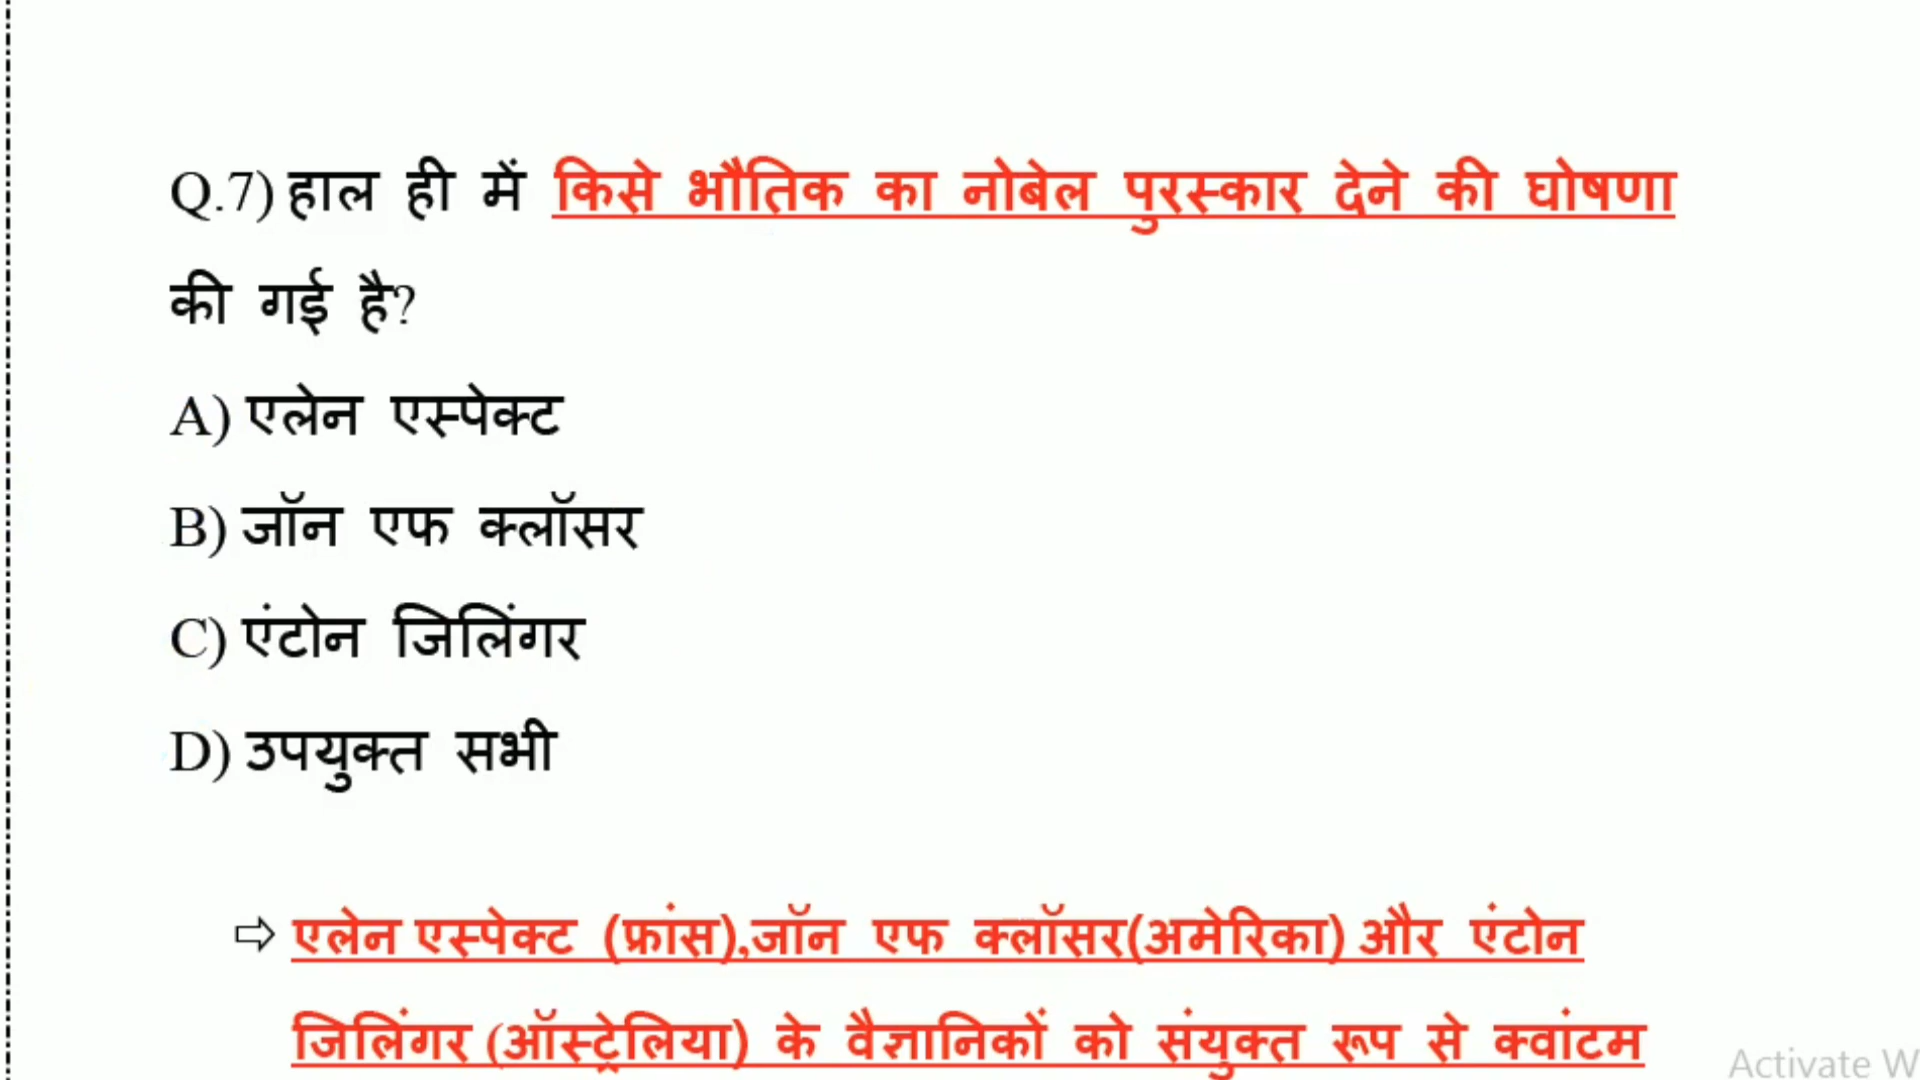 Q.7) हाल ही में किसे भौतिक का नोबेल पुरस्कार देने की घोषणा
की गई है?
A) एलेन एस्पेक्ट
B) जॉन एफ क्लॉसर
C) एंटोन जिलिंगर
D) उपयुक्त सभी
⇨ एलेन एस्पेक्ट (फ्रांस),जॉन एफ क्लॉसर(अमेरिका) और एंटोन
जिलिंगर (ऑस्ट्रेलिया) के वैज्ञानिकों को संयुक्त रूप से क्वांटम
Activate W